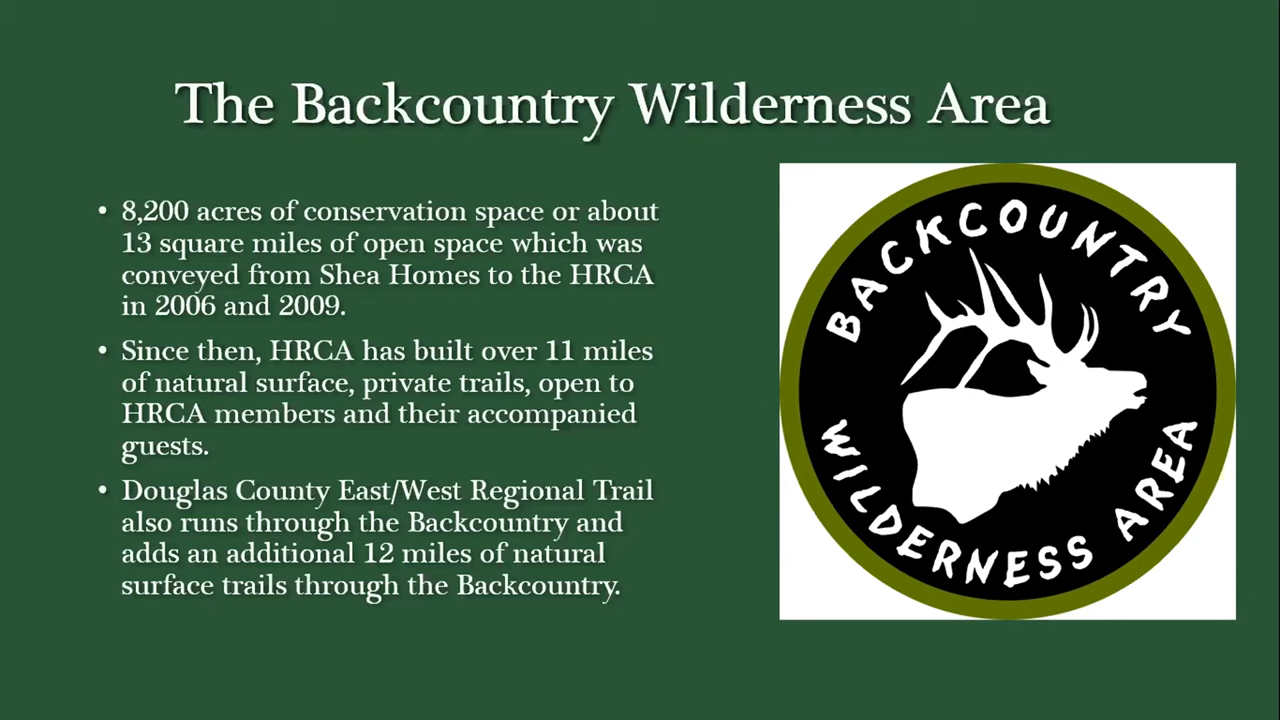 The Backcountry Wilderness Area
• 8,200 acres of conservation space or about
13 square miles of open space which was
conveyed from Shea Homes to the HRCA
in 2006 and 2009.
• Since then, HRCA has built over 11 miles
of natural surface, private trails, open to
HRCA members and their accompanied
guests.
• Douglas County East/West Regional Trail
also runs through the Backcountry and
adds an additional 12 miles of natural
surface trails through the Backcountry.
BACKCOUNTRY
WILDERNESS AREA